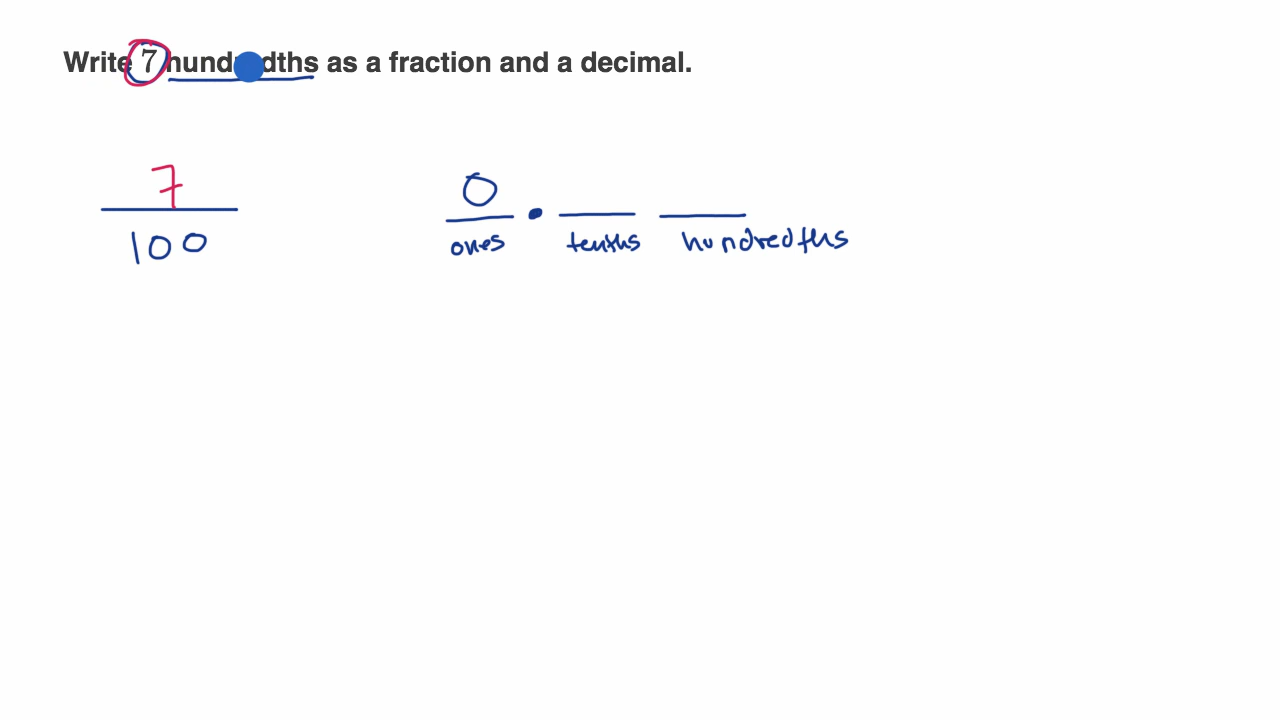 Write 7 hundredths as a fraction and a decimal.
7
100
0 .
ones tenths hundredths